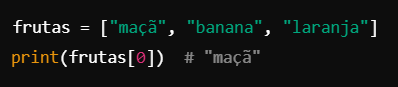 frutas = ["maçã", "banana", "laranja"]
print(frutas[0])  # "maçã"